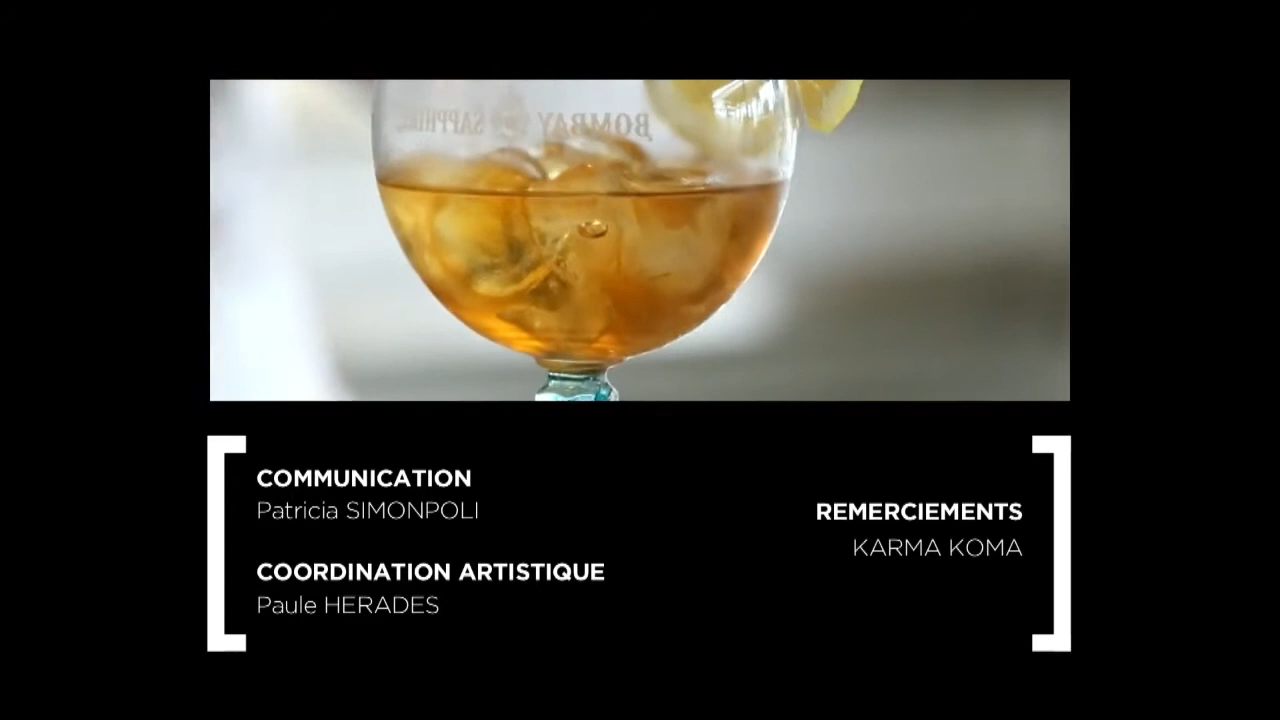 BOMBAY SAPPHIRE
COMMUNICATION
Patricia SIMONPOLI
COORDINATION ARTISTIQUE
Paule HERADES
REMERCIEMENTS
KARMA KOMA